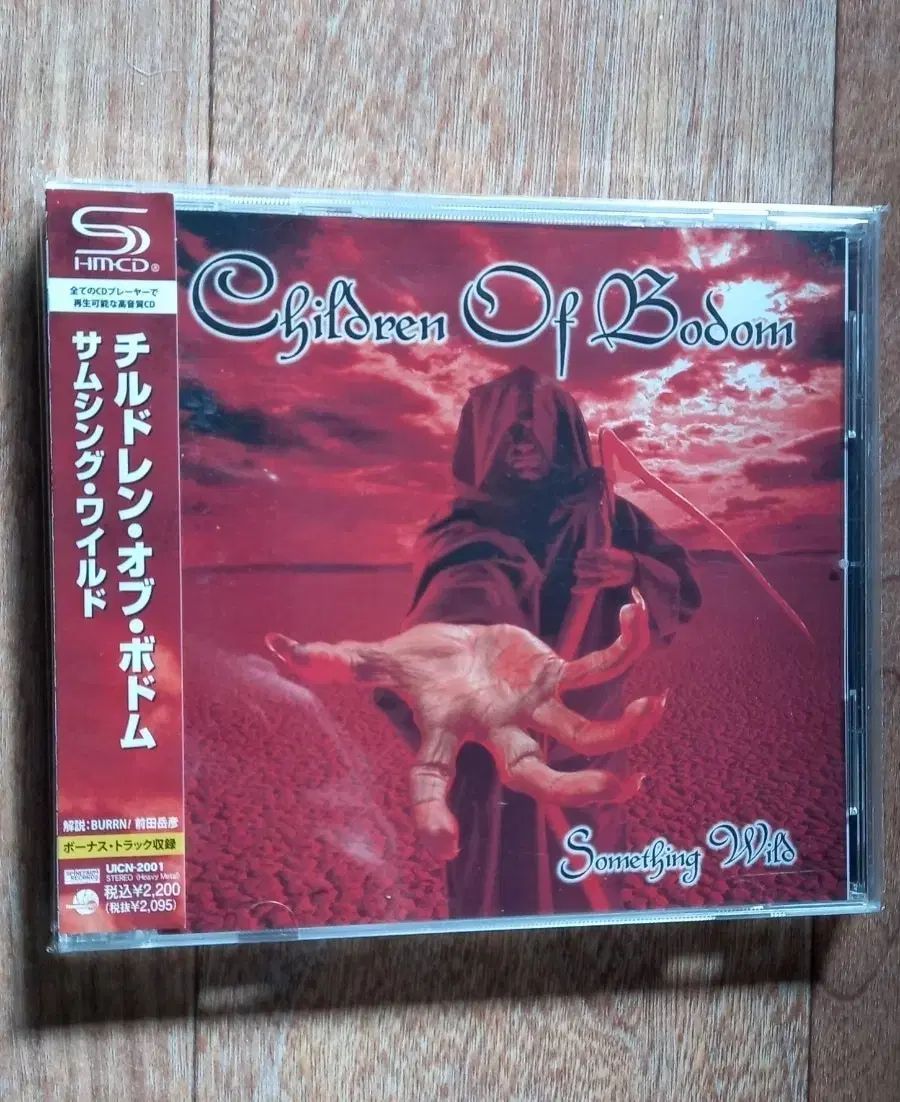 SHM-CD®
全てのCDプレーヤーで
再生可能な高音質CD
チルドレン・オブ・ボドム
サムシング・ワイルド
解説:BURRN! 前田岳彦
ボーナス・トラック収録
UICN-2001
STEREO (Heavy Metal)
税込¥2,200
(税抜¥2,095)
Children Of Bodom
Something Wild